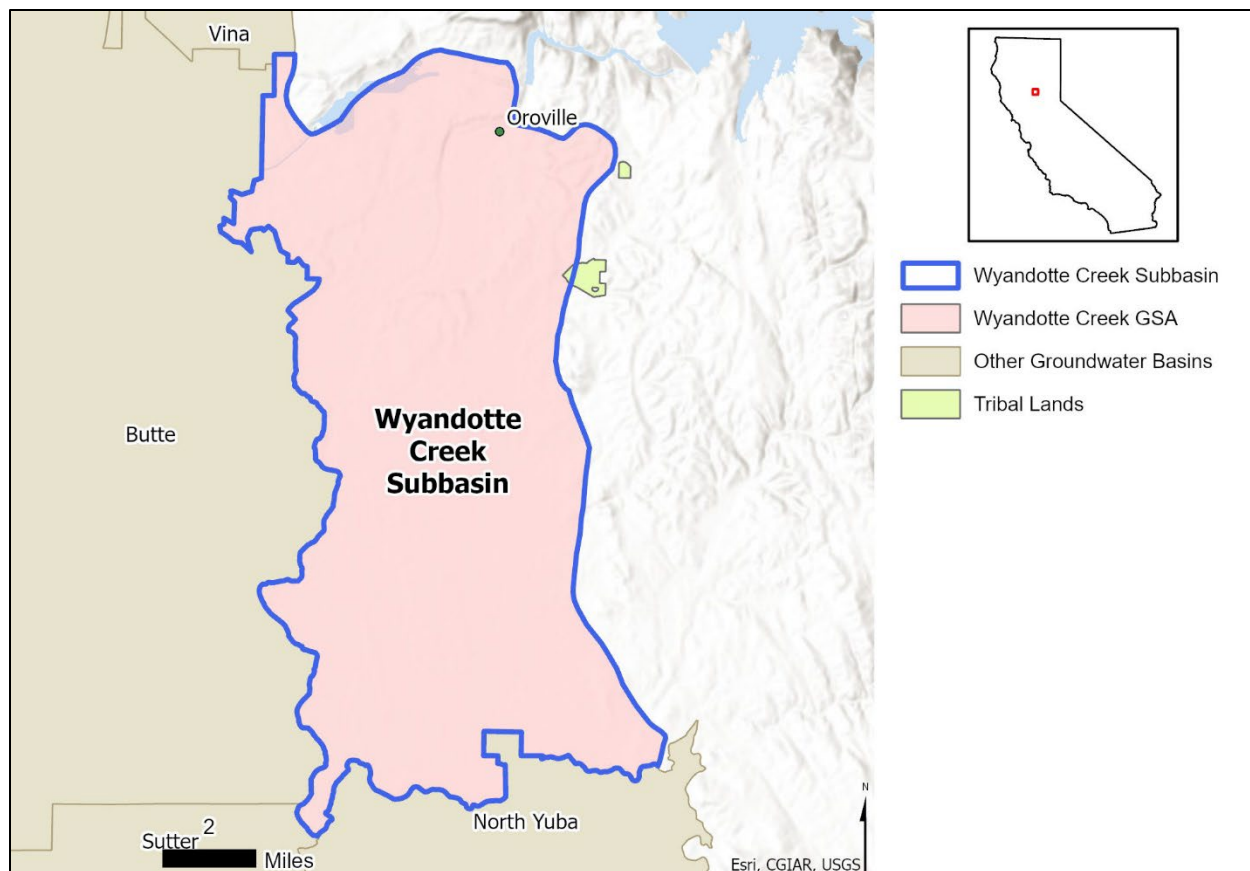 Vina
Oroville
Butte
Wyandotte
Creek
Subbasin
North Yuba
Sutter
2
Miles
N
Esri, CGIAR, USGS
Wyandotte Creek Subbasin
Wyandotte Creek GSA
Other Groundwater Basins
Tribal Lands